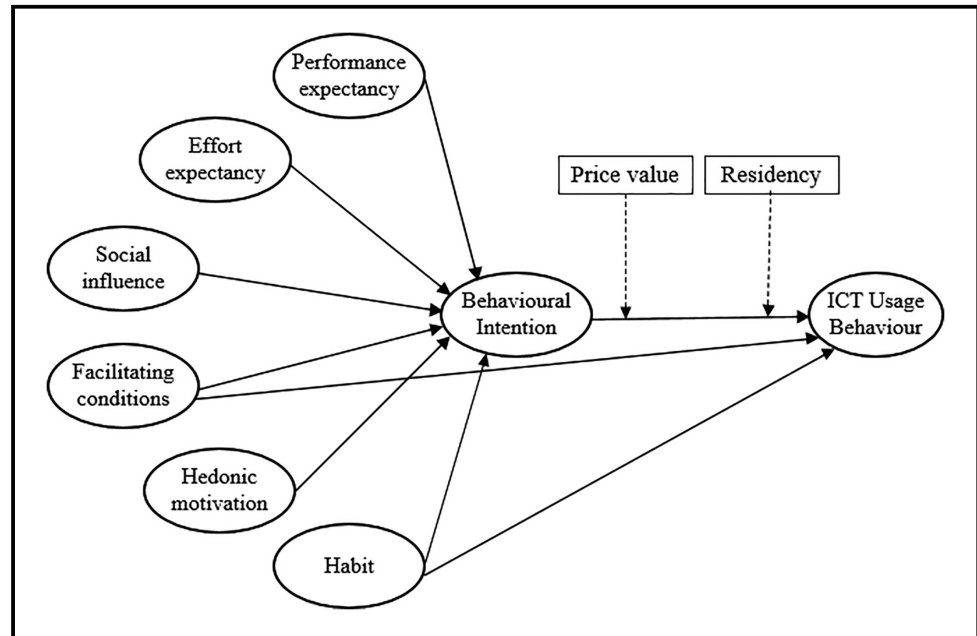 Performance
expectancy
Effort
expectancy
Price value
Residency
Social
influence
Behavioural
Intention
ICT Usage
Behaviour
Facilitating
conditions
Hedonic
motivation
Habit